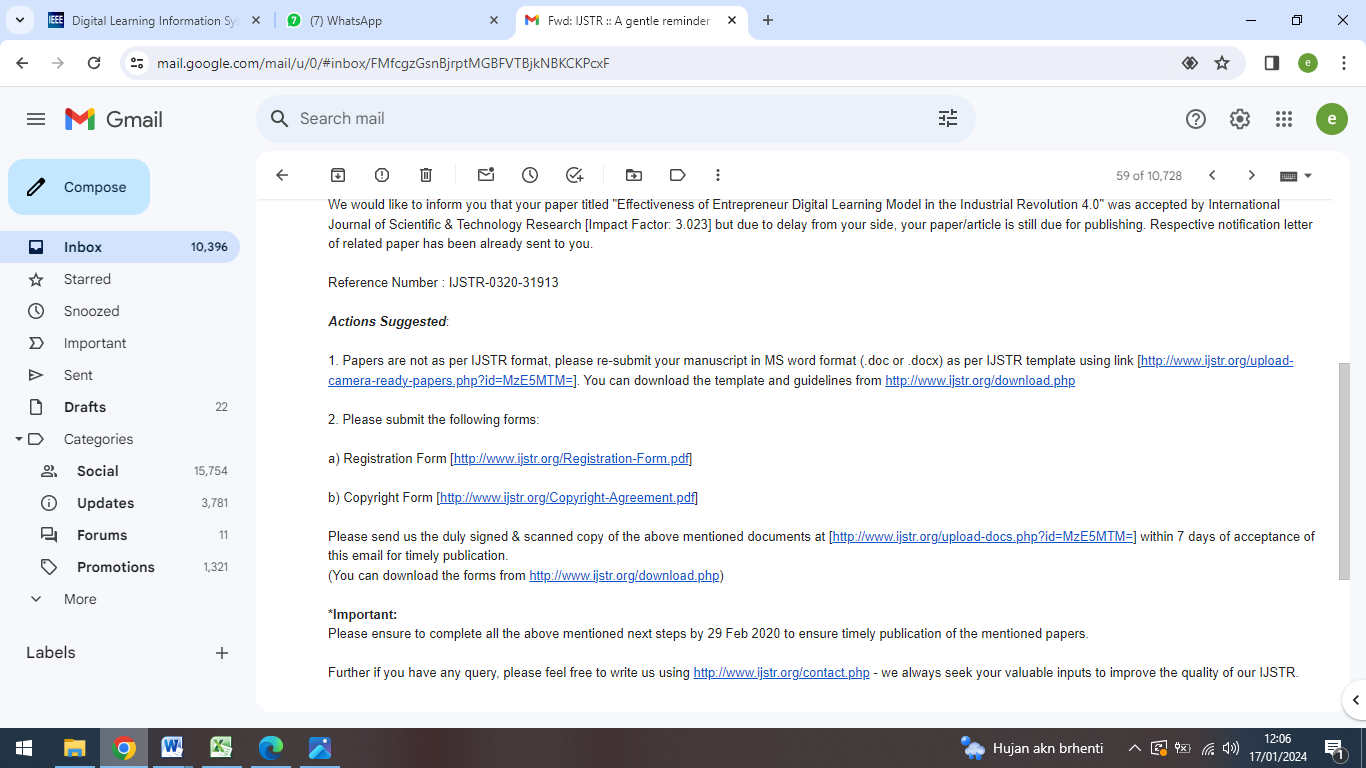 Digital Learning Information Sy
(7) WhatsApp
Fwd: IJSTR :: A gentle reminder
mail.google.com/mail/u/0/#inbox/FMfcgzGsnBjrptMGBFVTBjkNBKCKPcxF
e
Gmail
Search mail
e
Compose
59 of 10,728
Inbox 10,396
Starred
Snoozed
Important
Sent
Drafts 22
Categories
Social 15,754
Updates 3,781
Forums 11
Promotions 1,321
More
Labels
We would like to inform you that your paper titled "Effectiveness of Entrepreneur Digital Learning Model in the Industrial Revolution 4.0" was accepted by International
Journal of Scientific & Technology Research [Impact Factor: 3.023] but due to delay from your side, your paper/article is still due for publishing. Respective notification letter
of related paper has been already sent to you.
Reference Number : IJSTR-0320-31913
Actions Suggested:
1. Papers are not as per IJSTR format, please re-submit your manuscript in MS word format (.doc or .docx) as per IJSTR template using link [http://www.ijstr.org/upload-
camera-ready-papers.php?id=MzE5MTM=]. You can download the template and guidelines from http://www.ijstr.org/download.php
2. Please submit the following forms:
a) Registration Form [http://www.ijstr.org/Registration-Form.pdf]
b) Copyright Form [http://www.ijstr.org/Copyright-Agreement.pdf]
Please send us the duly signed & scanned copy of the above mentioned documents at [http://www.ijstr.org/upload-docs.php?id=MzE5MTM=] within 7 days of acceptance of
this email for timely publication.
(You can download the forms from http://www.ijstr.org/download.php)
*Important:
Please ensure to complete all the above mentioned next steps by 29 Feb 2020 to ensure timely publication of the mentioned papers.
Further if you have any query, please feel free to write us using http://www.ijstr.org/contact.php - we always seek your valuable inputs to improve the quality of our IJSTR.
Hujan akn brhenti
12:06
17/01/2024
1